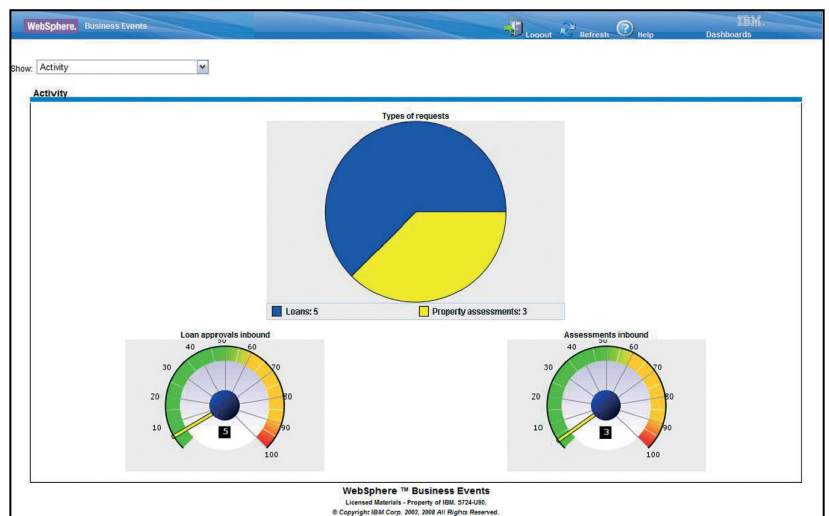 WebSphere. Business Events
IBM.
Logout Refresh Help Dashboards
Show: Activity
Activity
Types of requests
Loans: 5 Property assessments: 3
Loan approvals inbound
10 20 30 40 50 60 70 80 90 100
5
Assessments inbound
10 20 30 40 50 60 70 80 90 100
3
WebSphere ™ Business Events
Licensed Materials - Property of IBM. 5724-U90.
© Copyright IBM Corp. 2003, 2008 All Rights Reserved.